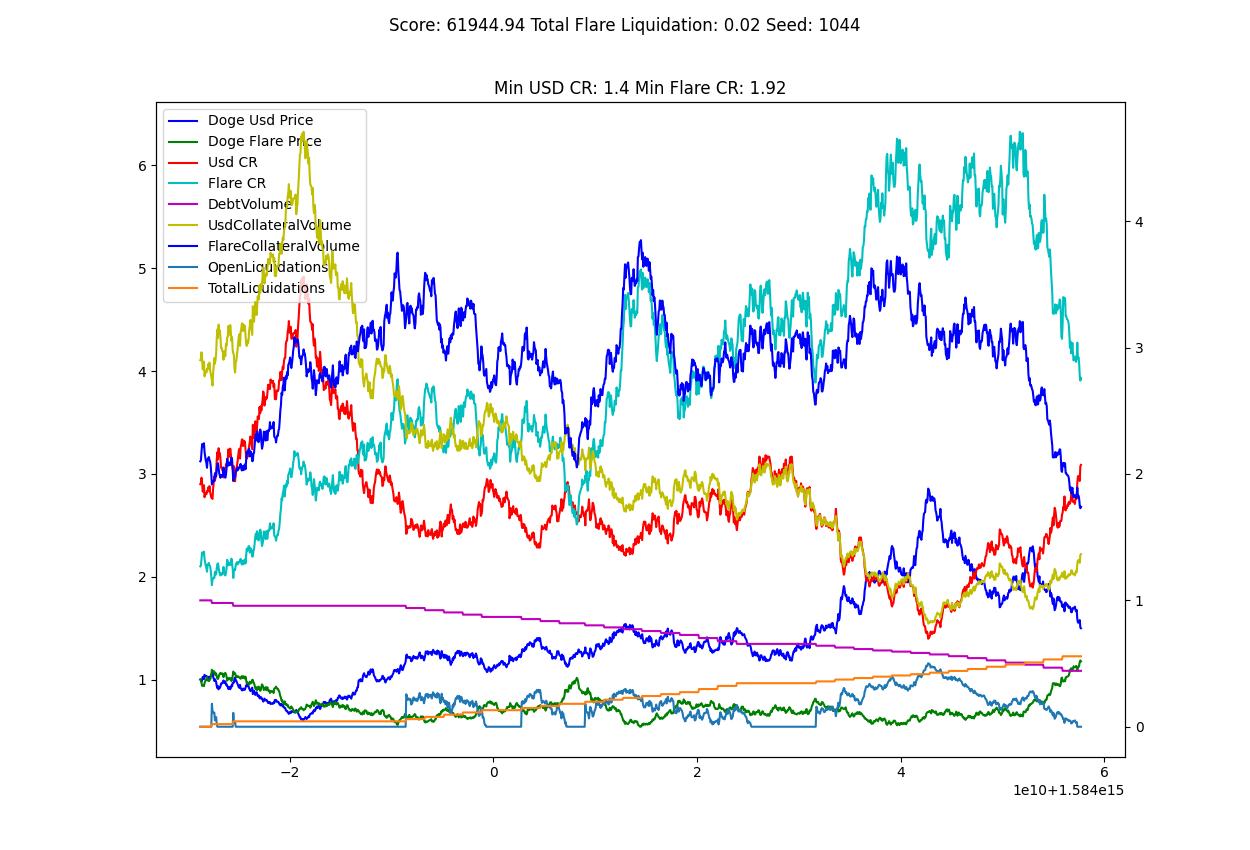 Score: 61944.94 Total Flare Liquidation: 0.02 Seed: 1044
Min USD CR: 1.4 Min Flare CR: 1.92
Doge Usd Price
Doge Flare Price
Usd CR
Flare CR
DebtVolume
UsdCollateralVolume
FlareCollateralVolume
OpenLiquidations
TotalLiquidations
6
5
4
3
2
1
4
3
2
1
0
−2
0
2
4
6
1e10+1.584e15